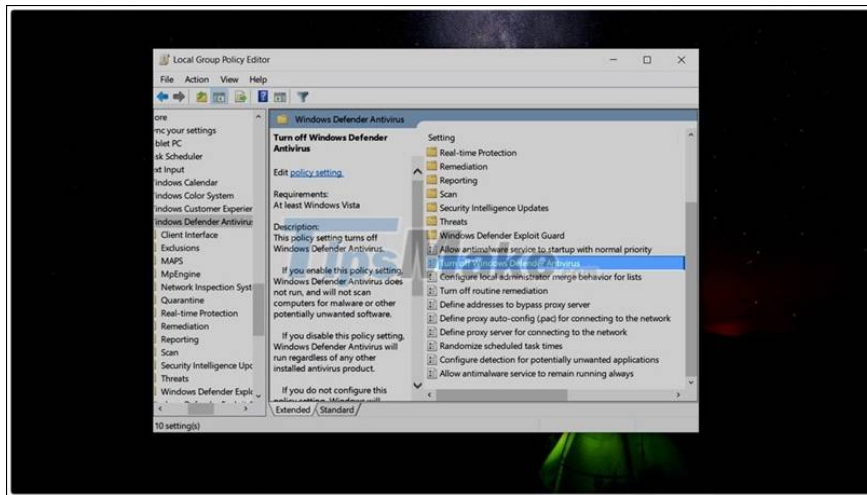 Local Group Policy Editor
File Action View Help
ore
nc your settings
blet PC
sk Scheduler
xt Input
indows Calendar
indows Color System
indows Customer Experier
indows Defender Antivirus
Client Interface
Exclusions
MAPS
MpEngine
Network Inspection Syst
Quarantine
Real-time Protection
Remediation
Reporting
Scan
Security Intelligence Upd
Threats
Windows Defender Explo
Windows Defender Antivirus
Turn off Windows Defender
Antivirus
Edit policy setting.
Requirements:
At least Windows Vista
Description:
This policy setting turns off
Windows Defender Antivirus.
If you enable this policy setting,
Windows Defender Antivirus does
not run, and will not scan
computers for malware or other
potentially unwanted software.
If you disable this policy setting,
Windows Defender Antivirus will
run regardless of any other
installed antivirus product.
If you do not configure this
policy setting, Windows will
Extended Standard
Setting
Real-time Protection
Remediation
Reporting
Scan
Security Intelligence Updates
Threats
Windows Defender Exploit Guard
Allow antimalware service to startup with normal priority
Turn off Windows Defender Antivirus
Configure local administrator merge behavior for lists
Turn off routine remediation
Define addresses to bypass proxy server
Define proxy auto-config (.pac) for connecting to the network
Define proxy server for connecting to the network
Randomize scheduled task times
Configure detection for potentially unwanted applications
Allow antimalware service to remain running always
10 setting(s)
TipsMake